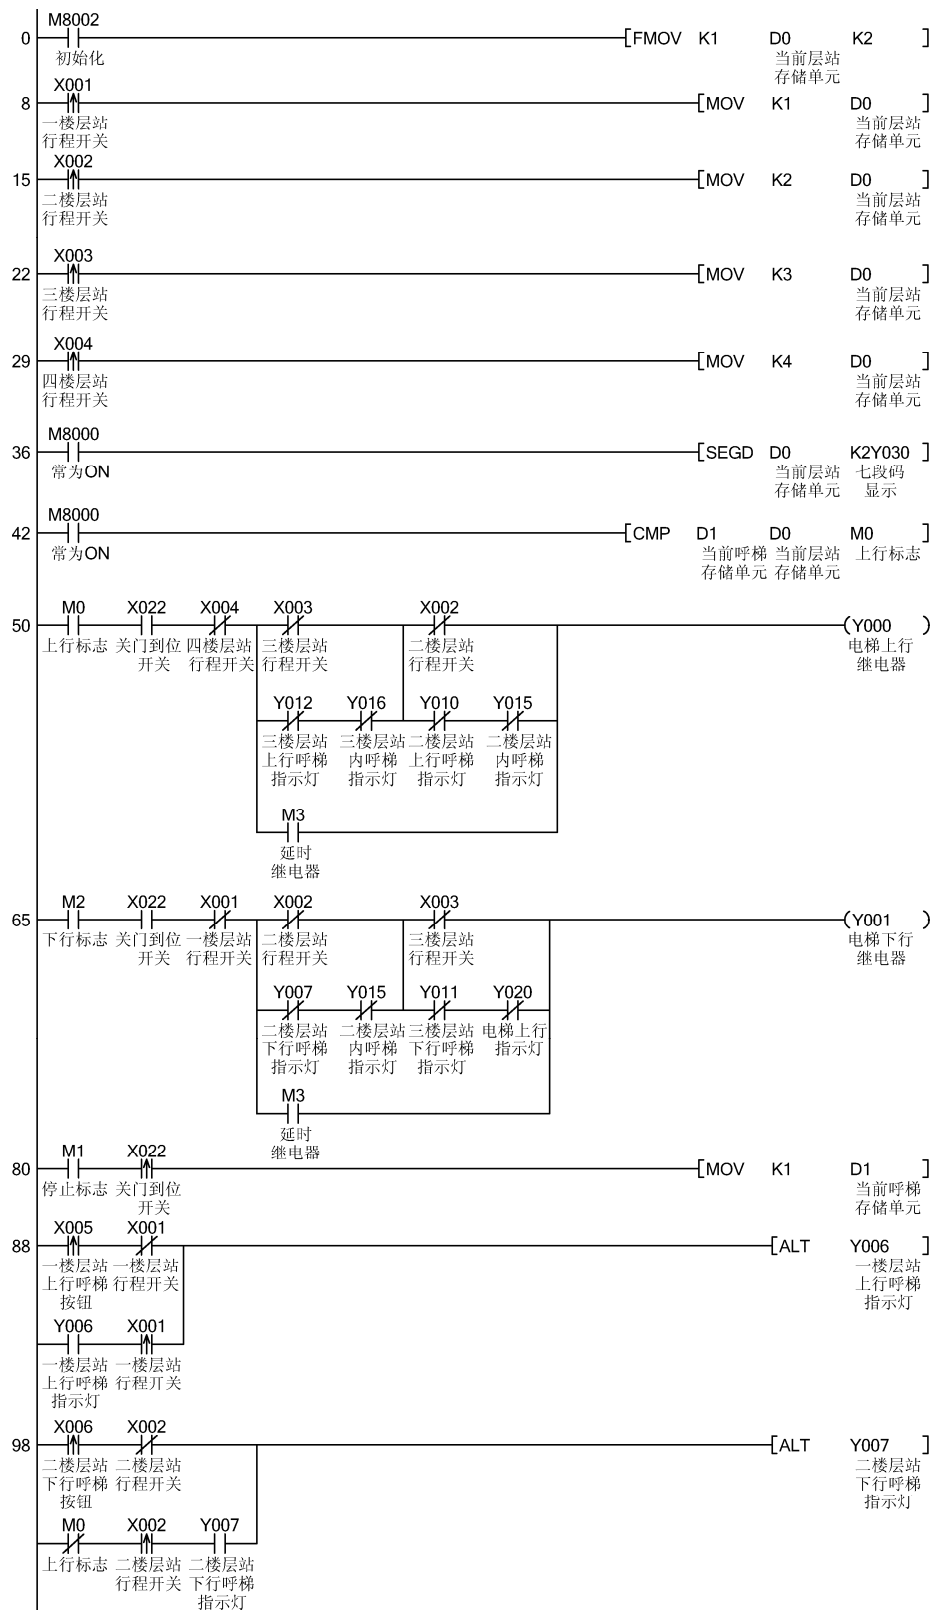 M8002
0 [FMOV K1 D0 K2 ]
初始化 当前层站
存储单元
X001
8 [MOV K1 D0 ]
一楼层站 当前层站
行程开关 存储单元
X002
15 [MOV K2 D0 ]
二楼层站 当前层站
行程开关 存储单元
X003
22 [MOV K3 D0 ]
三楼层站 当前层站
行程开关 存储单元
X004
29 [MOV K4 D0 ]
四楼层站 当前层站
行程开关 存储单元
M8000
36 [SEGD D0 K2Y030 ]
常为ON 当前层站 七段码
存储单元 显示
M8000
42 [CMP D1 D0 M0 ]
常为ON 当前呼梯 当前层站 上行标志
存储单元 存储单元
M0 X022 X004 X003 X002
50 (Y000 )
上行标志 关门到位 四楼层站 三楼层站 二楼层站 电梯上行
开关 行程开关 行程开关 行程开关 继电器
Y012 Y016 Y010 Y015
三楼层站 三楼层站 二楼层站 二楼层站
上行呼梯 内呼梯 上行呼梯 内呼梯
指示灯 指示灯 指示灯 指示灯
M3
延时
继电器
M2 X022 X001 X002 X003
65 (Y001 )
下行标志 关门到位 一楼层站 二楼层站 三楼层站 电梯下行
开关 行程开关 行程开关 行程开关 继电器
Y007 Y015 Y011 Y020
二楼层站 二楼层站 三楼层站 电梯上行
下行呼梯 内呼梯 下行呼梯 指示灯
指示灯 指示灯 指示灯
M3
延时
继电器
M1 X022
80 [MOV K1 D1 ]
停止标志 关门到位 当前呼梯
开关 存储单元
X005 X001
88 [ALT Y006 ]
一楼层站 一楼层站 一楼层站
上行呼梯 行程开关 上行呼梯
按钮 指示灯
Y006 X001
一楼层站 一楼层站
上行呼梯 行程开关
指示灯
X006 X002
98 [ALT Y007 ]
二楼层站 二楼层站 二楼层站
下行呼梯 行程开关 下行呼梯
按钮 指示灯
M0 X002 Y007
上行标志 二楼层站 二楼层站
行程开关 下行呼梯
指示灯